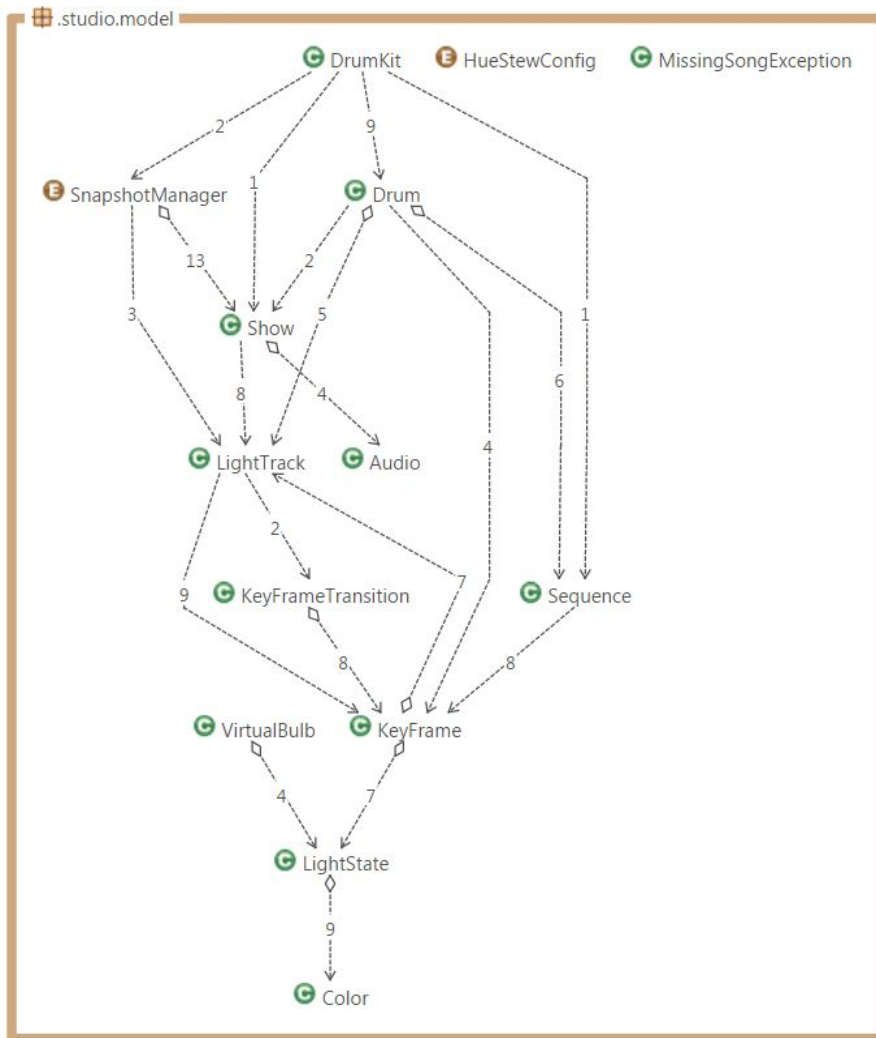 .studio.model
C DrumKit E HueStewConfig C MissingSongException
2 9
1
E SnapshotManager C Drum
13 2
3 5 1
C Show
8 4 6
4
C LightTrack C Audio
2
9 7
C KeyFrameTransition C Sequence
8 8
C VirtualBulb C KeyFrame
4 7
C LightState
9
C Color